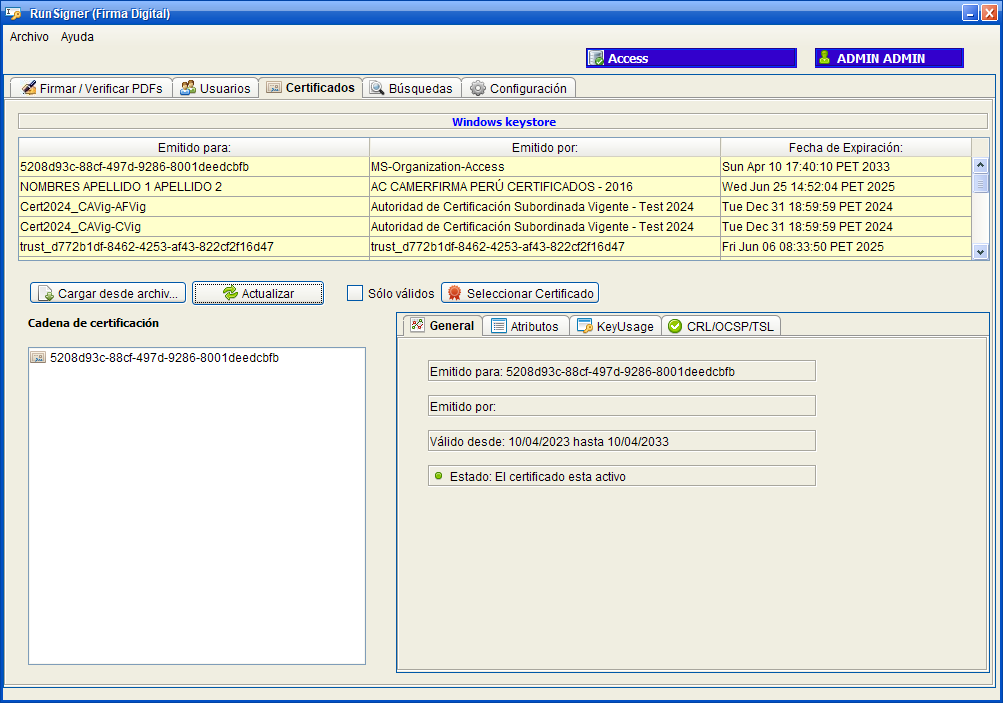 RunSigner (Firma Digital)
Archivo Ayuda
Access ADMIN ADMIN
Firmar / Verificar PDFs Usuarios Certificados Búsquedas Configuración
Windows keystore
Emitido para: Emitido por: Fecha de Expiración:
5208d93c-88cf-497d-9286-8001deedcbfb MS-Organization-Access Sun Apr 10 17:40:10 PET 2033
NOMBRES APELLIDO 1 APELLIDO 2 AC CAMERFIRMA PERÚ CERTIFICADOS - 2016 Wed Jun 25 14:52:04 PET 2025
Cert2024_CAVig-AFVig Autoridad de Certificación Subordinada Vigente - Test 2024 Tue Dec 31 18:59:59 PET 2024
Cert2024_CAVig-CVig Autoridad de Certificación Subordinada Vigente - Test 2024 Tue Dec 31 18:59:59 PET 2024
trust_d772b1df-8462-4253-af43-822cf2f16d47 trust_d772b1df-8462-4253-af43-822cf2f16d47 Fri Jun 06 08:33:50 PET 2025
Cargar desde archiv... Actualizar Sólo válidos Seleccionar Certificado
Cadena de certificación
General Atributos KeyUsage CRL/OCSP/TSL
5208d93c-88cf-497d-9286-8001deedcbfb
Emitido para: 5208d93c-88cf-497d-9286-8001deedcbfb
Emitido por:
Válido desde: 10/04/2023 hasta 10/04/2033
Estado: El certificado esta activo